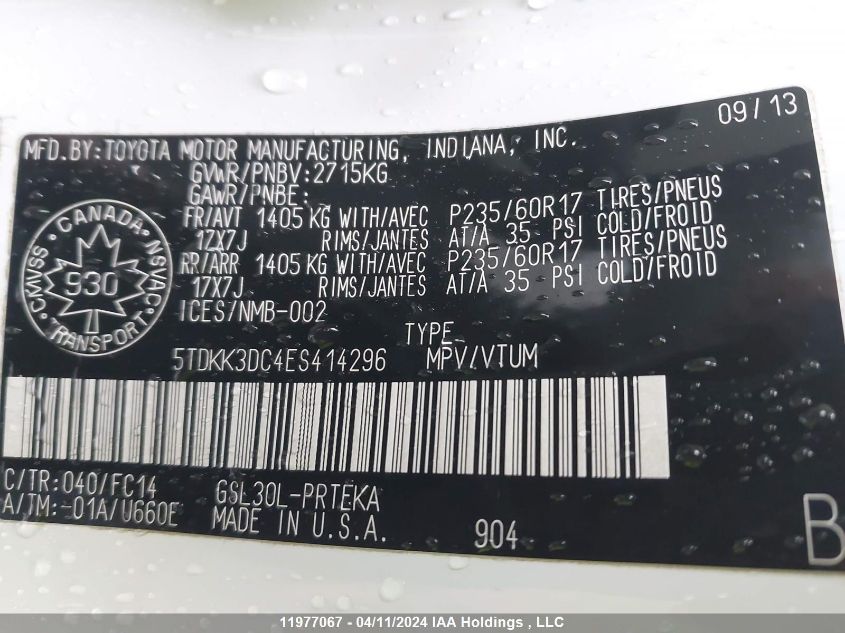 09/13
MFD.BY:TOYOTA MOTOR MANUFACTURING, INDIANA, INC.
GVWR/PNBV:2715KG
GAWR/PNBE:
FR/AVT 1405 KG WITH/AVEC P235/60R17 TIRES/PNEUS
17X7J RIMS/JANTES AT/A 35 PSI COLD/FROID
RR/ARR 1405 KG WITH/AVEC P235/60R17 TIRES/PNEUS
17X7J RIMS/JANTES AT/A 35 PSI COLD/FROID
ICES/NMB-002
CANADA
CMVSS 930 NSVAC
TRANSPORT
TYPE
5TDKK3DC4ES414296 MPV/VTUM
C/TR:040/FC14 GSL30L-PRTEKA
A/TM:-01A/U660E MADE IN U.S.A. 904 B
11977067 - 04/11/2024 IAA Holdings , LLC